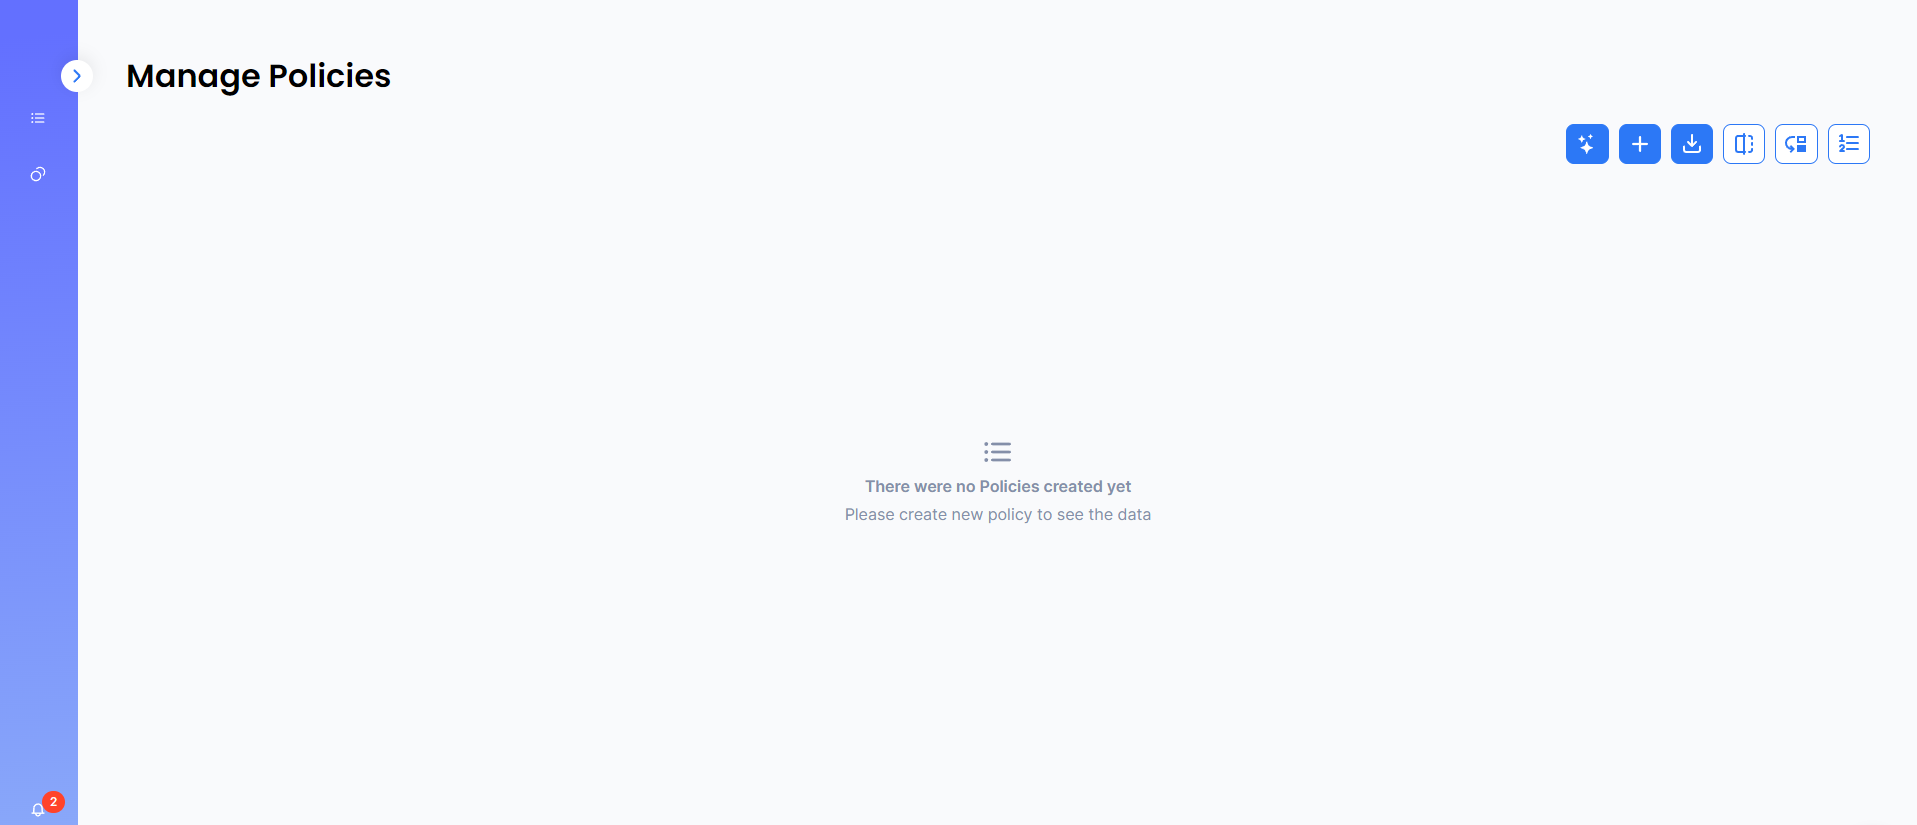 Manage Policies
There were no Policies created yet
Please create new policy to see the data
2